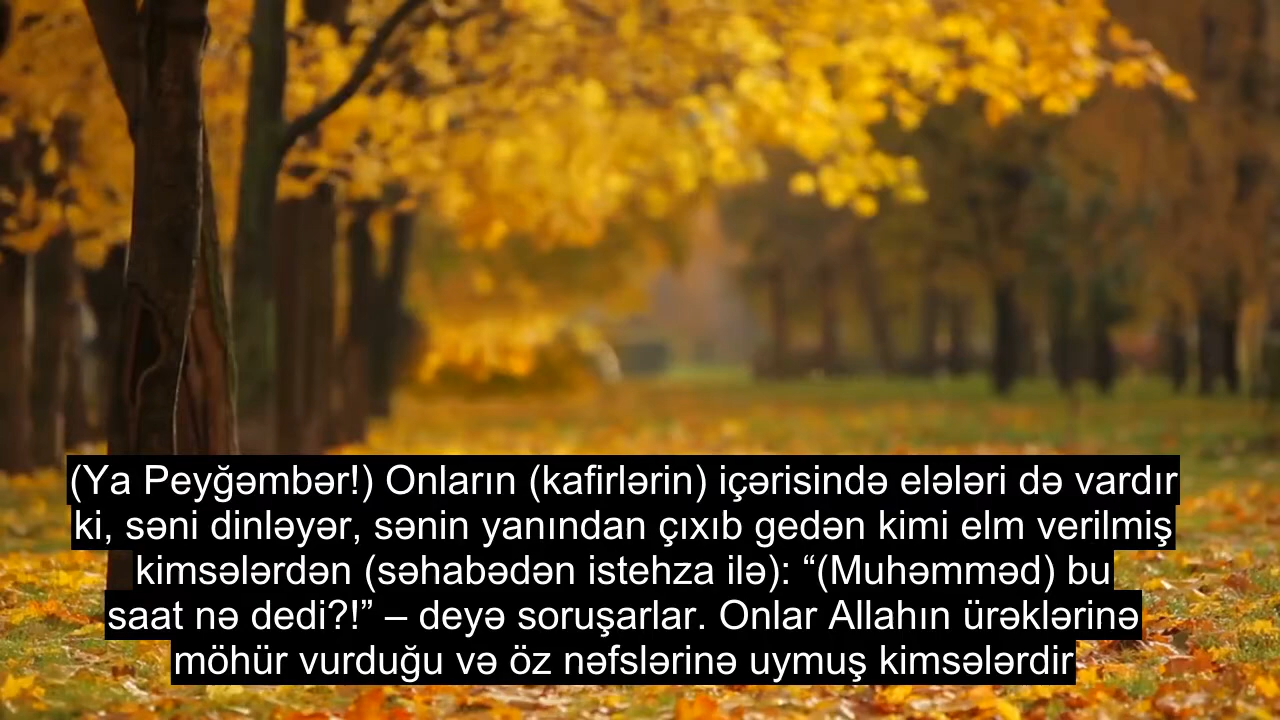 (Ya Peyğəmbər!) Onların (kafirlərin) içərisində elələri də vardır
ki, səni dinləyər, sənin yanından çıxıb gedən kimi elm verilmiş
kimsələrdən (səhabədən istehza ilə): “(Muhəmməd) bu
saat nə dedi?!” – deyə soruşarlar. Onlar Allahın ürəklərinə
möhür vurduğu və öz nəfslərinə uymuş kimsələrdir